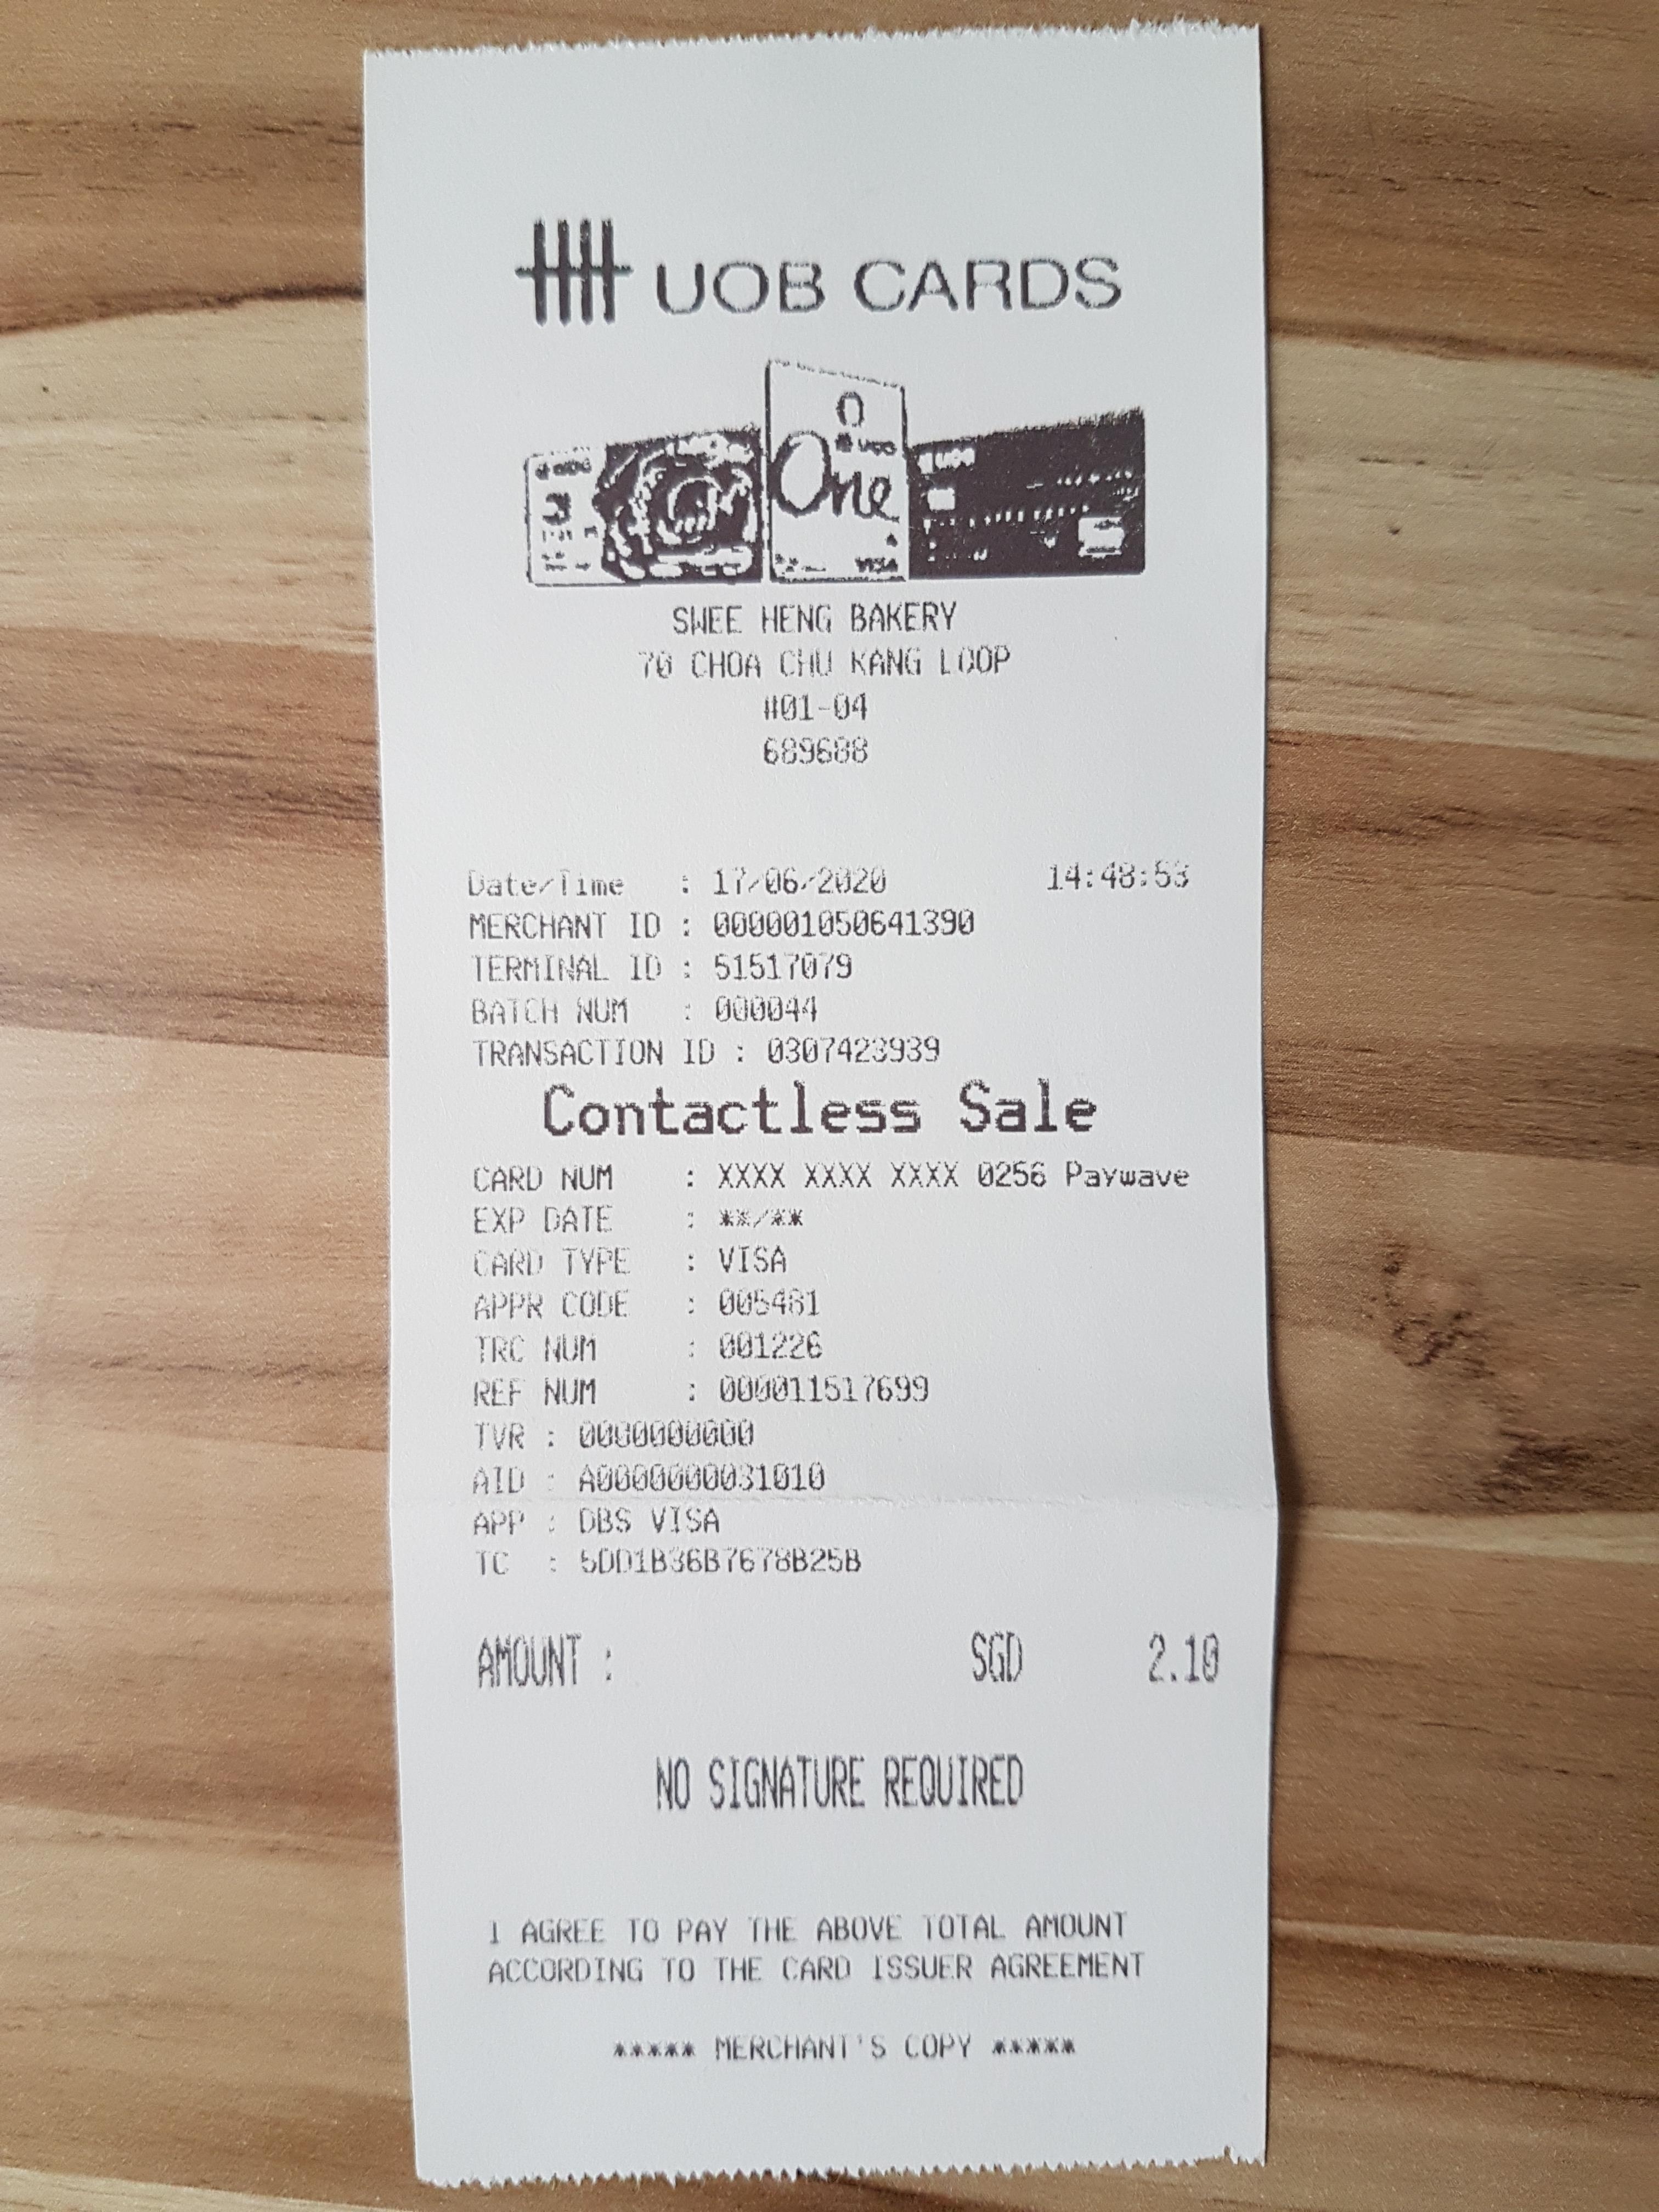 UOB CARDS
One
VISA
SWEE HENG BAKERY
70 CHOA CHU KANG LOOP
#01-04
689688
Date/Time : 17/06/2020 14:48:53
MERCHANT ID : 000001050641390
TERMINAL ID : 51517079
BATCH NUM : 000044
TRANSACTION ID : 0307423939
Contactless Sale
CARD NUM : XXXX XXXX XXXX 0256 Paywave
EXP DATE : **/**
CARD TYPE : VISA
APPR CODE : 005481
TRC NUM : 001226
REF NUM : 000011517699
TVR : 0000000000
AID : A0000000031010
APP : DBS VISA
TC : 5DD1B36B7678B25B
AMOUNT : SGD 2.10
NO SIGNATURE REQUIRED
I AGREE TO PAY THE ABOVE TOTAL AMOUNT
ACCORDING TO THE CARD ISSUER AGREEMENT
***** MERCHANT'S COPY *****